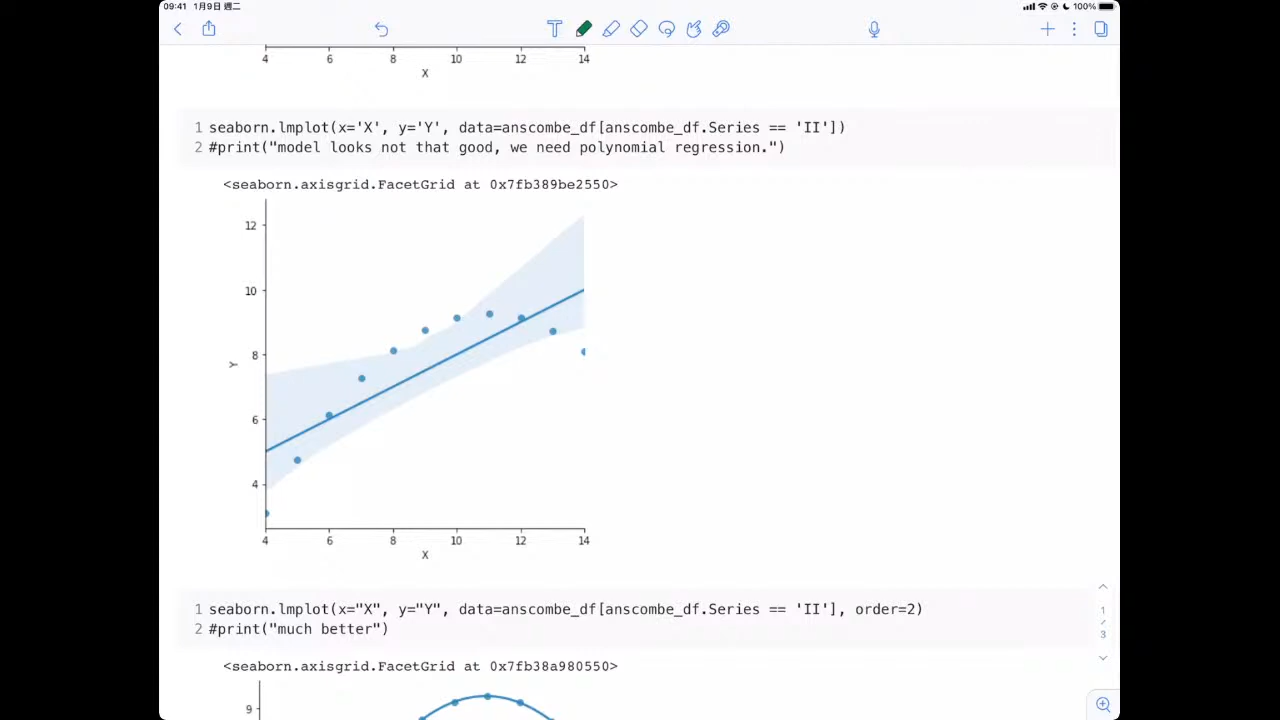 09:41 1月9日 週二 100%
4 6 8 10 12 14
X
1 seaborn.lmplot(x='X', y='Y', data=anscombe_df[anscombe_df.Series == 'II'])
2 #print("model looks not that good, we need polynomial regression.")
<seaborn.axisgrid.FacetGrid at 0x7fb389be2550>
12
10
8
Y
6
4
4 6 8 10 12 14
X
1 seaborn.lmplot(x="X", y="Y", data=anscombe_df[anscombe_df.Series == 'II'], order=2)
2 #print("much better")
1
/
3
<seaborn.axisgrid.FacetGrid at 0x7fb38a980550>
9